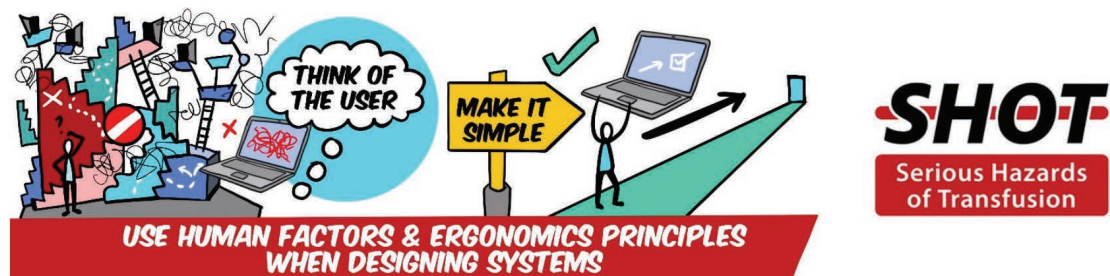 THINK OF
THE USER
MAKE IT
SIMPLE
USE HUMAN FACTORS & ERGONOMICS PRINCIPLES
WHEN DESIGNING SYSTEMS
SHOT
Serious Hazards
of Transfusion